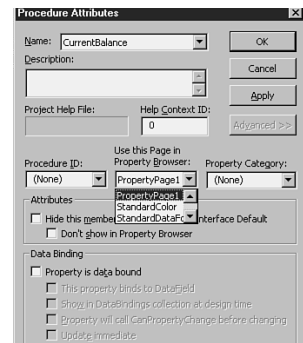 Procedure Attributes
Name: CurrentBalance
OK
Description:
Cancel
Apply
Project Help File: Help Context ID:
0
Advanced >>
Procedure ID: Use this Page in Property Browser: Property Category:
(None) PropertyPage1 (None)
PropertyPage1
StandardColor
StandardDataFo
Attributes
Hide this member nterface Default
Don't show in Property Browser
Data Binding
Property is data bound
This property binds to DataField
Show in DataBindings collection at design time
Property will call CanPropertyChange before changing
Update immediate